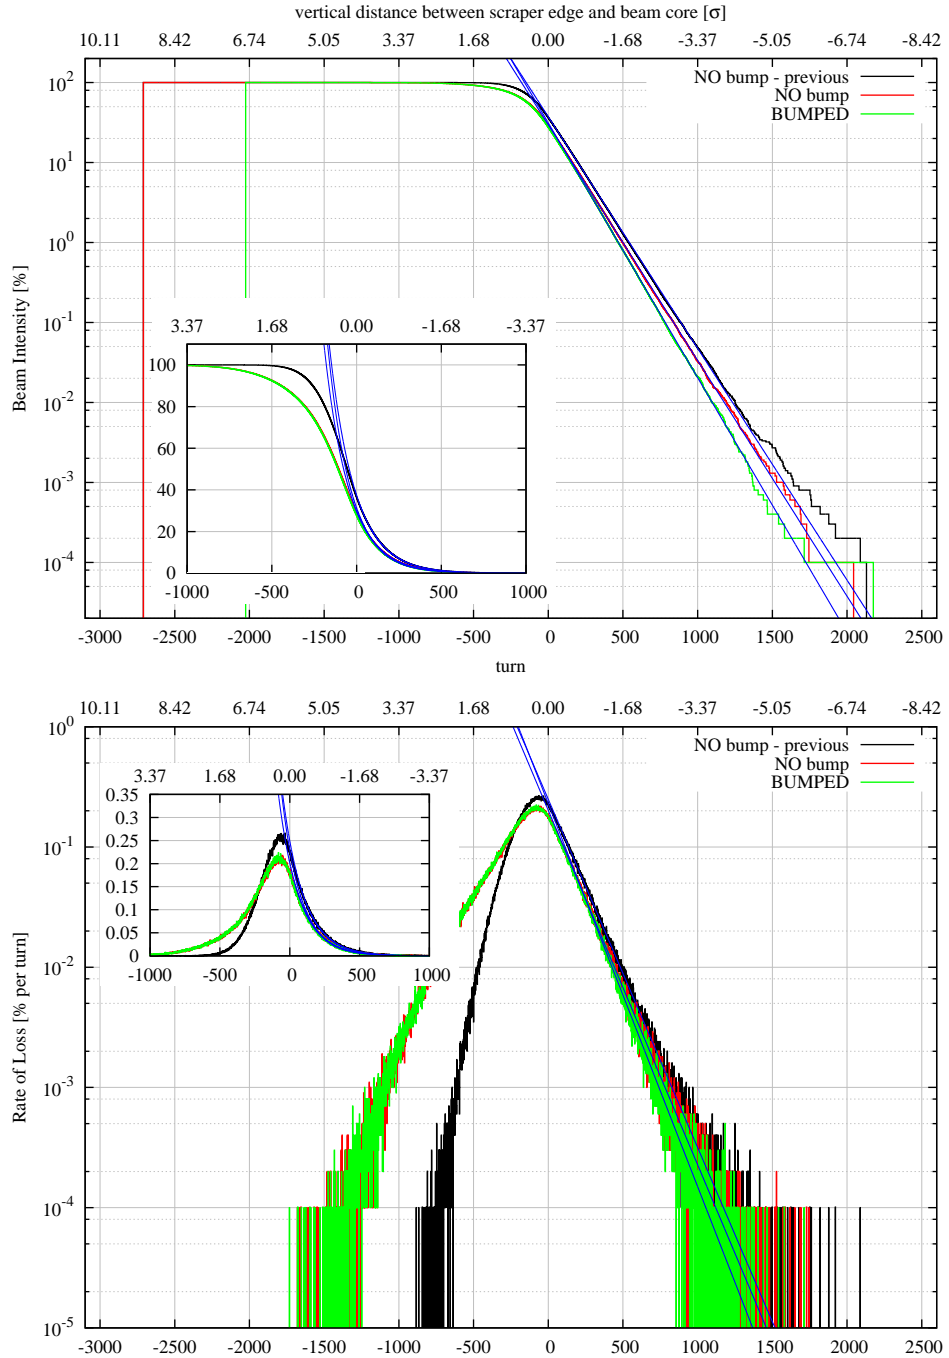 vertical distance between scraper edge and beam core [σ]
10.11 8.42 6.74 5.05 3.37 1.68 0.00 -1.68 -3.37 -5.05 -6.74 -8.42
NO bump - previous
NO bump
BUMPED
Beam Intensity [%]
10^2
10^1
10^0
10^-1
10^-2
10^-3
10^-4
3.37 1.68 0.00 -1.68 -3.37
100
80
60
40
20
0
-1000 -500 0 500 1000
-3000 -2500 -2000 -1500 -1000 -500 0 500 1000 1500 2000 2500
turn
10.11 8.42 6.74 5.05 3.37 1.68 0.00 -1.68 -3.37 -5.05 -6.74 -8.42
NO bump - previous
NO bump
BUMPED
Rate of Loss [% per turn]
10^0
10^-1
10^-2
10^-3
10^-4
10^-5
3.37 1.68 0.00 -1.68 -3.37
0.35
0.3
0.25
0.2
0.15
0.1
0.05
0
-1000 -500 0 500 1000
-3000 -2500 -2000 -1500 -1000 -500 0 500 1000 1500 2000 2500